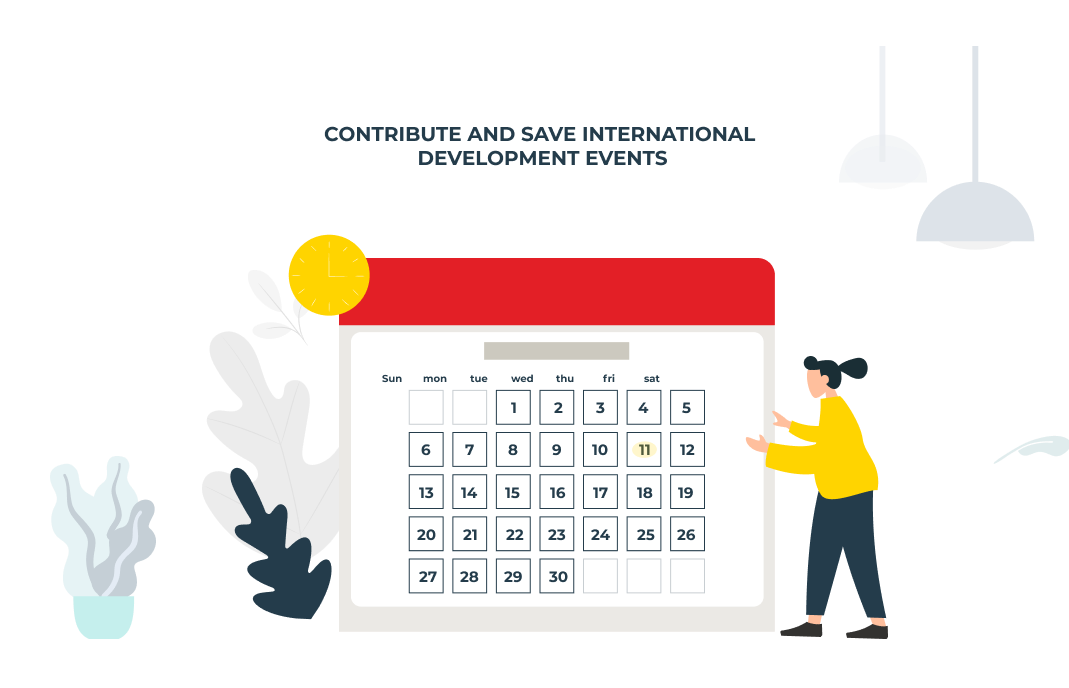 CONTRIBUTE AND SAVE INTERNATIONAL
DEVELOPMENT EVENTS
Sun mon tue wed thu fri sat
1 2 3 4 5
6 7 8 9 10 11 12
13 14 15 16 17 18 19
20 21 22 23 24 25 26
27 28 29 30